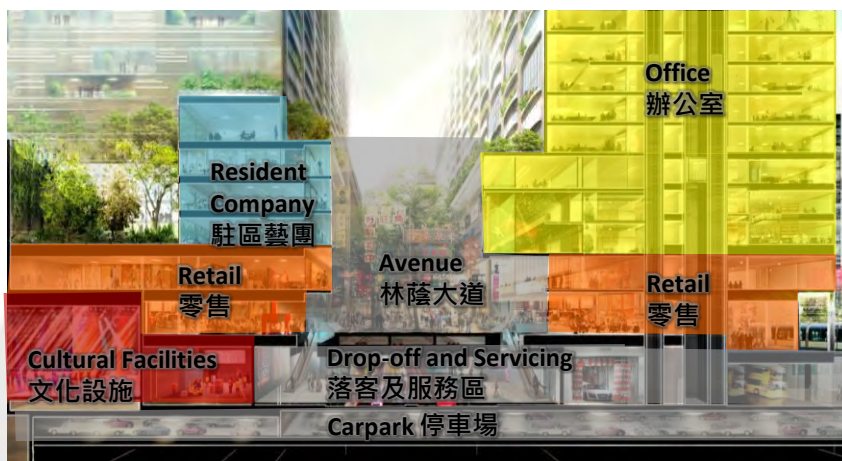 Office
辦公室
Resident
Company
駐區藝團
Avenue
林蔭大道
Retail
零售
Retail
零售
Cultural Facilities
文化設施
Drop-off and Servicing
落客及服務區
Carpark 停車場